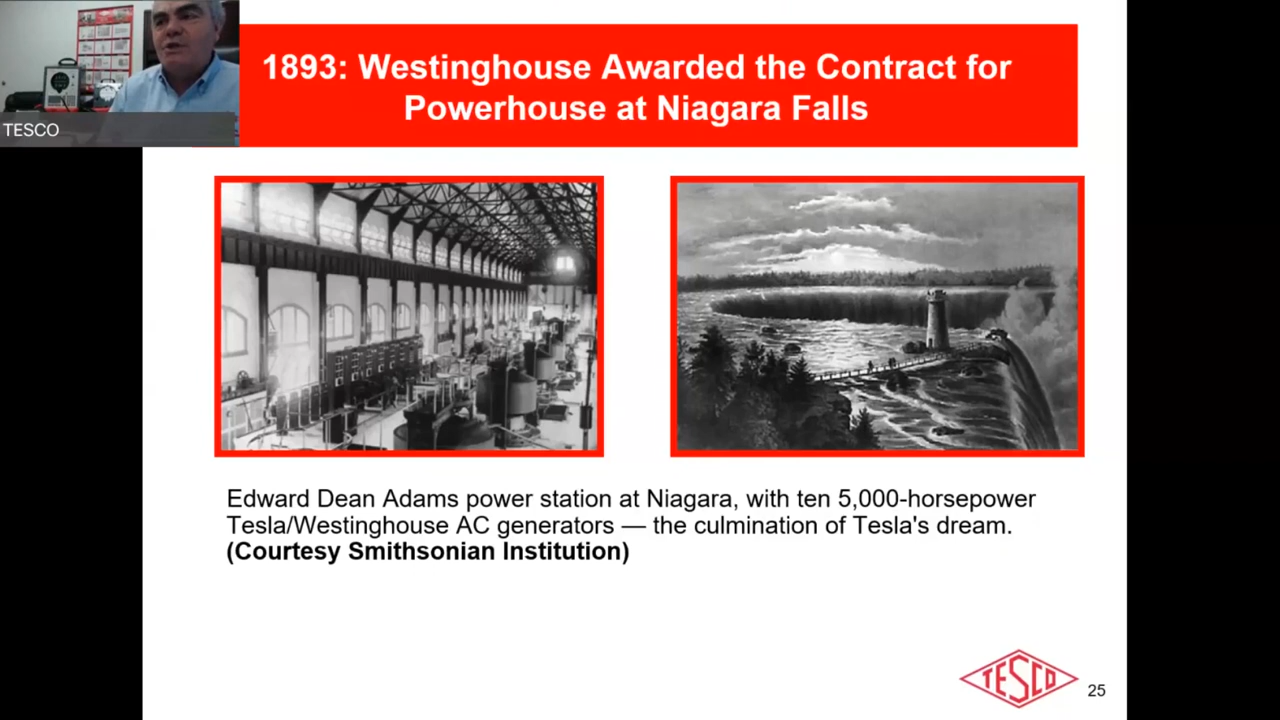 1893: Westinghouse Awarded the Contract for
Powerhouse at Niagara Falls
TESCO
Edward Dean Adams power station at Niagara, with ten 5,000-horsepower
Tesla/Westinghouse AC generators — the culmination of Tesla's dream.
(Courtesy Smithsonian Institution)
TESCO
25